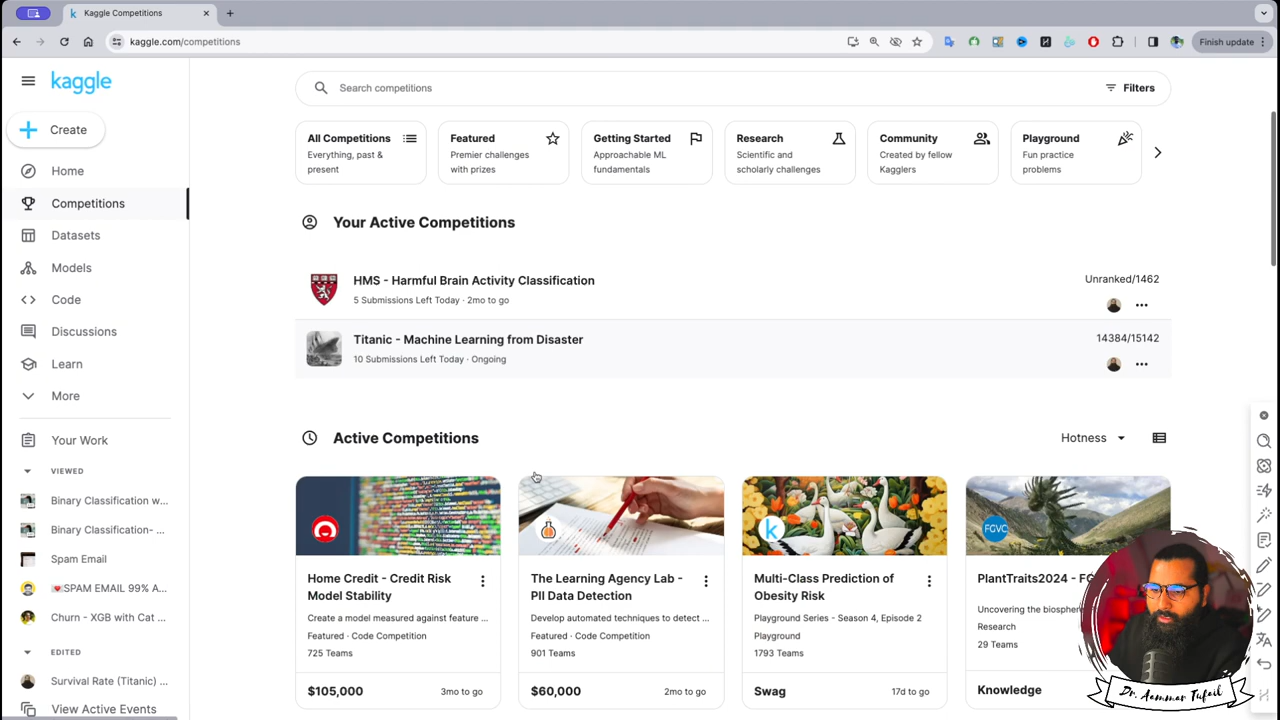 Kaggle Competitions
kaggle.com/competitions
Finish update
kaggle
Create
Home
Competitions
Datasets
Models
Code
Discussions
Learn
More
Your Work
VIEWED
Binary Classification w...
Binary Classification- ...
Spam Email
💌SPAM EMAIL 99% A...
Churn - XGB with Cat ...
EDITED
Survival Rate (Titanic) ...
View Active Events
Search competitions
Filters
All Competitions
Everything, past &
present
Featured
Premier challenges
with prizes
Getting Started
Approachable ML
fundamentals
Research
Scientific and
scholarly challenges
Community
Created by fellow
Kagglers
Playground
Fun practice
problems
Your Active Competitions
HMS - Harmful Brain Activity Classification
5 Submissions Left Today · 2mo to go
Unranked/1462
Titanic - Machine Learning from Disaster
10 Submissions Left Today · Ongoing
14384/15142
Active Competitions
Hotness
Home Credit - Credit Risk
Model Stability
Create a model measured against feature ...
Featured · Code Competition
725 Teams
$105,000
3mo to go
The Learning Agency Lab -
PII Data Detection
Develop automated techniques to detect ...
Featured · Code Competition
901 Teams
$60,000
2mo to go
k
Multi-Class Prediction of
Obesity Risk
Playground Series - Season 4, Episode 2
Playground
1793 Teams
Swag
17d to go
FGVC
PlantTraits2024 - FG
Uncovering the biosphere
Research
29 Teams
Knowledge
Dr. Aammar Tufail